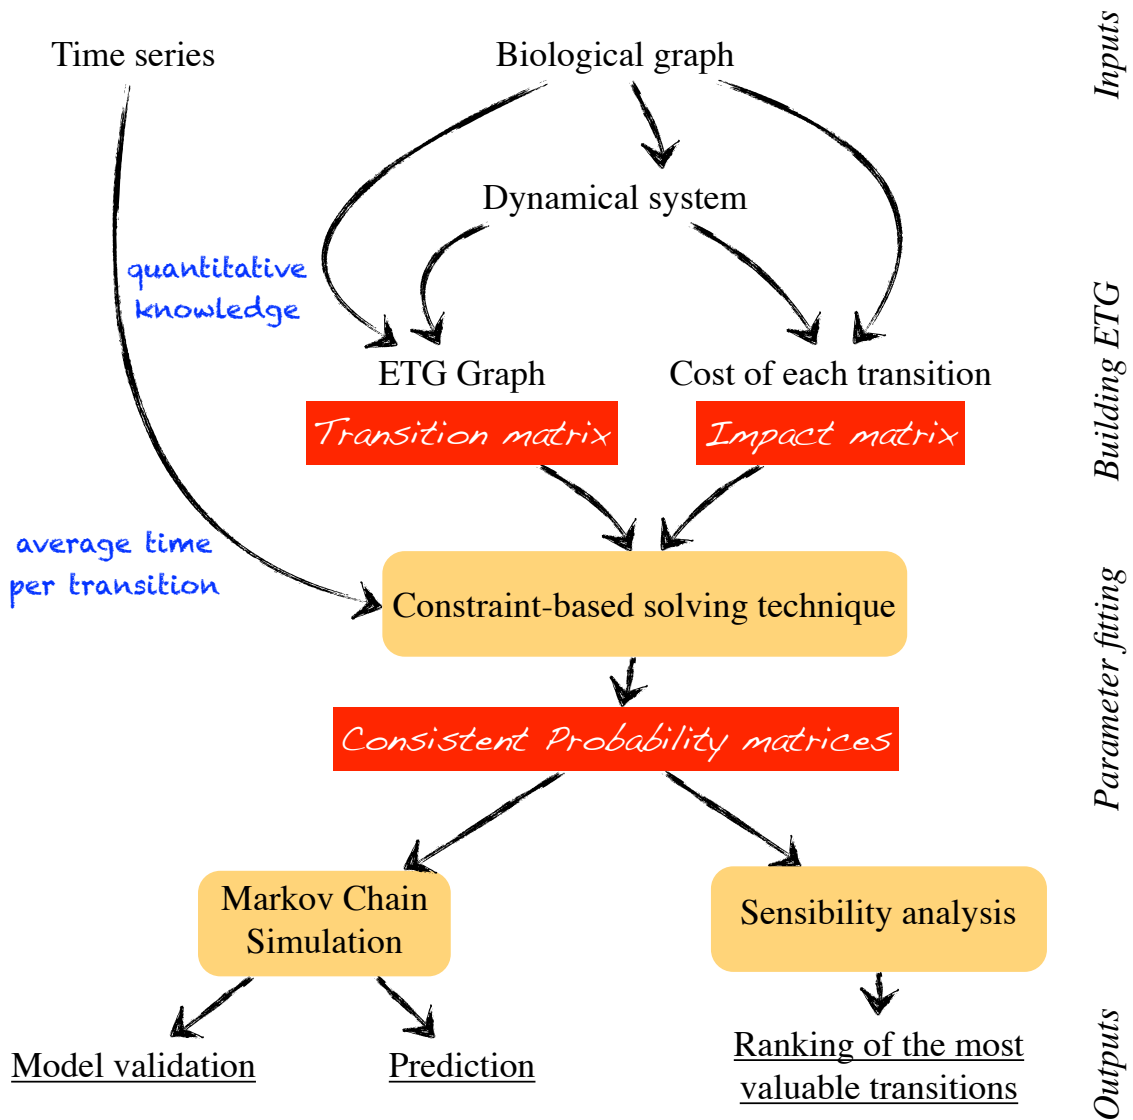 Time series
Biological graph
Inputs
Dynamical system
quantitative
knowledge
ETG Graph
Cost of each transition
Building ETG
Transition matrix
Impact matrix
average time
per transition
Constraint-based solving technique
Parameter fitting
Consistent Probability matrices
Markov Chain
Simulation
Sensibility analysis
Model validation
Prediction
Ranking of the most
valuable transitions
Outputs